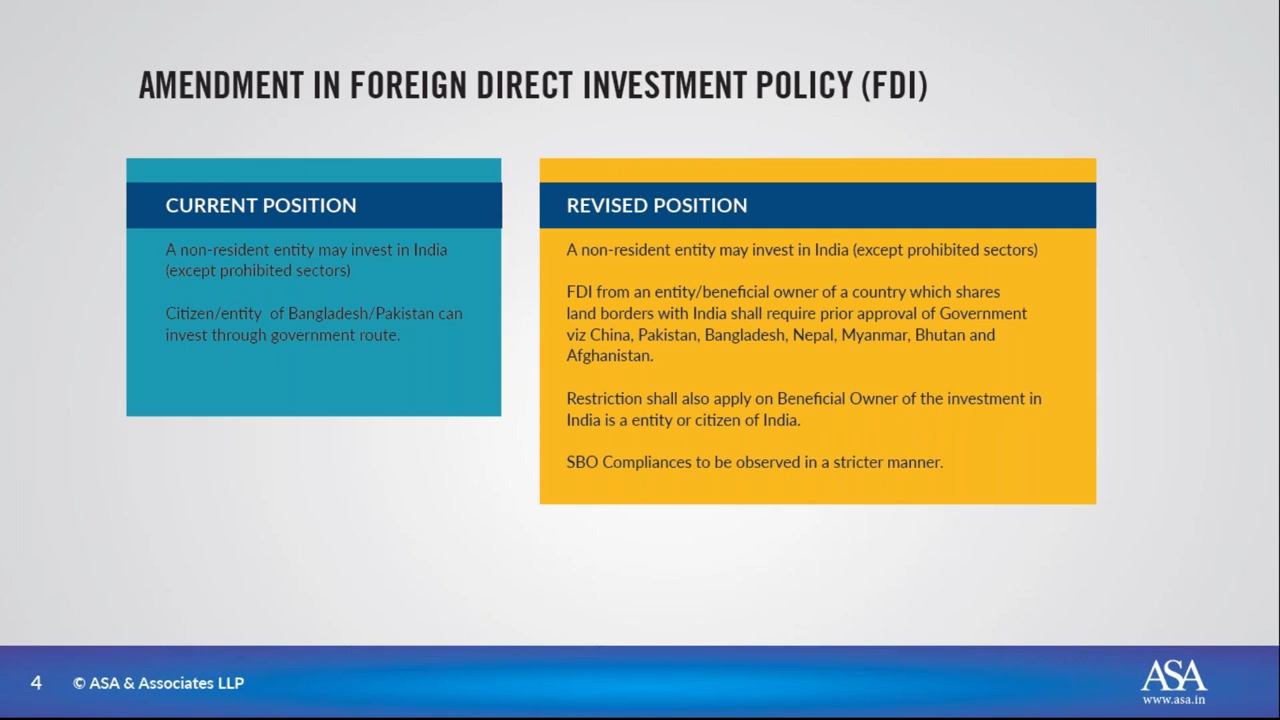 AMENDMENT IN FOREIGN DIRECT INVESTMENT POLICY (FDI)
CURRENT POSITION
A non-resident entity may invest in India
(except prohibited sectors)
Citizen/entity of Bangladesh/Pakistan can
invest through government route.
REVISED POSITION
A non-resident entity may invest in India (except prohibited sectors)
FDI from an entity/beneficial owner of a country which shares
land borders with India shall require prior approval of Government
viz China, Pakistan, Bangladesh, Nepal, Myanmar, Bhutan and
Afghanistan.
Restriction shall also apply on Beneficial Owner of the investment in
India is a entity or citizen of India.
SBO Compliances to be observed in a stricter manner.
4 © ASA & Associates LLP
ASA
www.asa.in